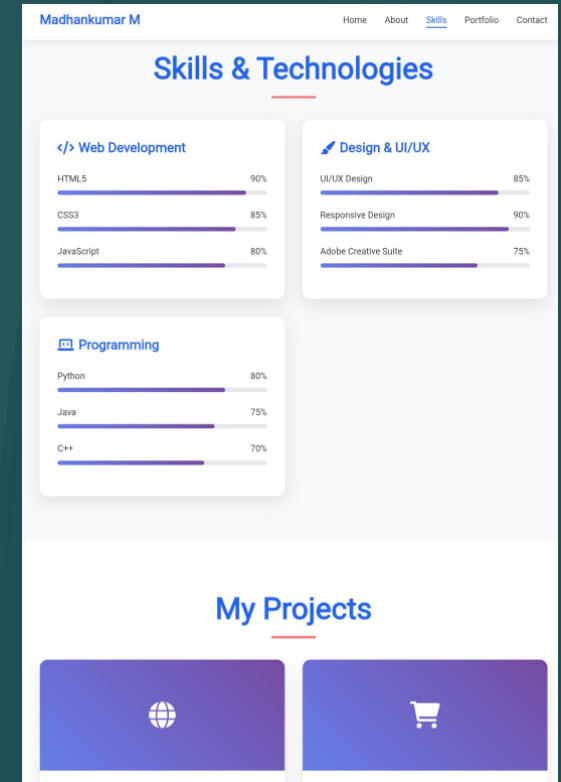 Madhankumar M
Home About Skills Portfolio Contact
Skills & Technologies
Web Development
HTML5 90%
CSS3 85%
JavaScript 80%
Design & UI/UX
UI/UX Design 85%
Responsive Design 90%
Adobe Creative Suite 75%
Programming
Python 80%
Java 75%
C++ 70%
My Projects